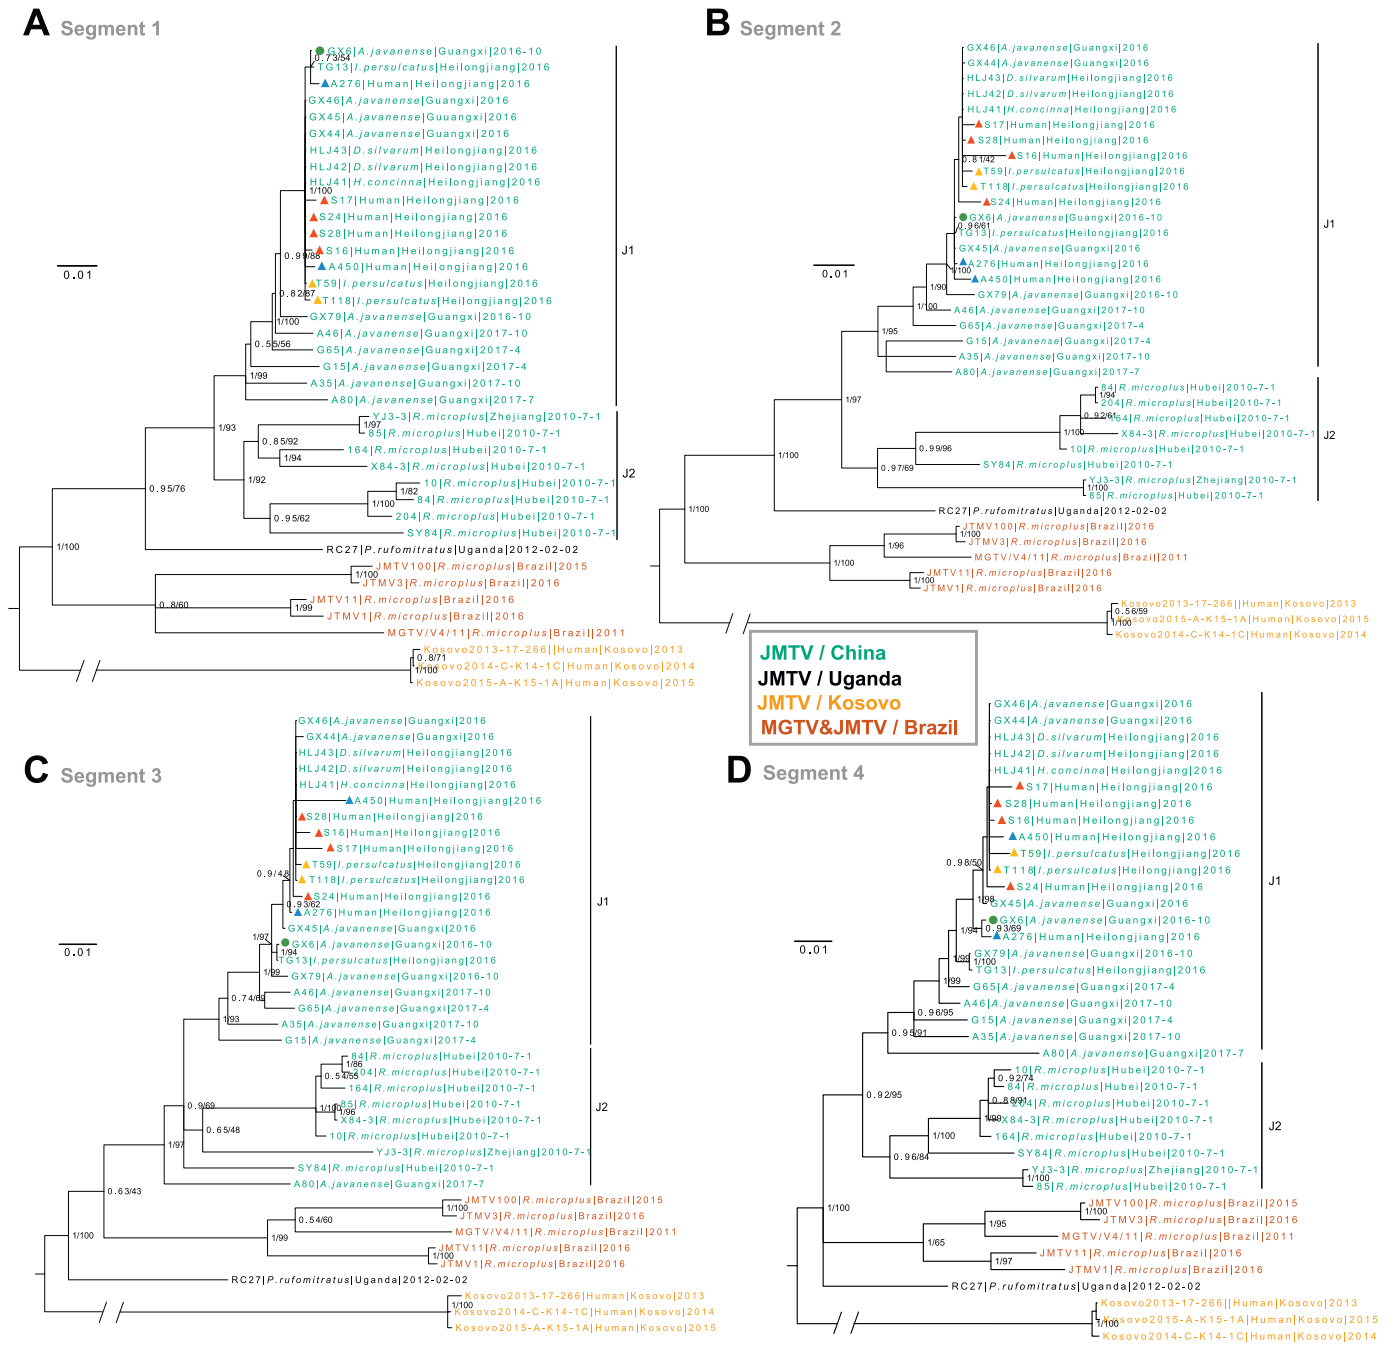 A Segment 1
GX6|A.javanense|Guangxi|2016-10
0.73/54
TG13|I.persulcatus|Heilongjiang|2016
A276|Human|Heilongjiang|2016
GX46|A.javanense|Guangxi|2016
GX45|A.javanense|Guuangxi|2016
GX44|A.javanense|Guangxi|2016
HLJ43|D.silvarum|Heilongjiang|2016
HLJ42|D.silvarum|Heilongjiang|2016
HLJ41|H.concinna|Heilongjiang|2016
1/100
S17|Human|Heilongjiang|2016
S24|Human|Heilongjiang|2016
S28|Human|Heilongjiang|2016
S16|Human|Heilongjiang|2016
0.99/88
A450|Human|Heilongjiang|2016
T59|I.persulcatus|Heilongjiang|2016
0.82/87
T118|I.persulcatus|Heilongjiang|2016
GX79|A.javanense|Guangxi|2016-10
1/100
A46|A.javanense|Guangxi|2017-10
0.55/56
G65|A.javanense|Guangxi|2017-4
G15|A.javanense|Guangxi|2017-4
1/99
A35|A.javanense|Guangxi|2017-10
A80|A.javanense|Guangxi|2017-7
J1
0.01
YJ3-3|R.microplus|Zhejiang|2010-7-1
1/97
85|R.microplus|Hubei|2010-7-1
1/93
0.85/92
164|R.microplus|Hubei|2010-7-1
1/94
X84-3|R.microplus|Hubei|2010-7-1
1/92
10|R.microplus|Hubei|2010-7-1
1/82
84|R.microplus|Hubei|2010-7-1
1/100
204|R.microplus|Hubei|2010-7-1
0.95/62
SY84|R.microplus|Hubei|2010-7-1
J2
0.95/76
RC27|P.rufomitratus|Uganda|2012-02-02
1/100
JMTV100|R.microplus|Brazil|2015
1/100
JTMV3|R.microplus|Brazil|2016
JMTV11|R.microplus|Brazil|2016
0.8/60
1/99
JTMV1|R.microplus|Brazil|2016
MGTV/V4/11|R.microplus|Brazil|2011
Kosovo2013-17-266||Human|Kosovo|2013
0.8/71
Kosovo2014-C-K14-1C|Human|Kosovo|2014
1/100
Kosovo2015-A-K15-1A|Human|Kosovo|2015
B Segment 2
GX46|A.javanense|Guangxi|2016
GX44|A.javanense|Guangxi|2016
HLJ43|D.silvarum|Heilongjiang|2016
HLJ42|D.silvarum|Heilongjiang|2016
HLJ41|H.concinna|Heilongjiang|2016
S17|Human|Heilongjiang|2016
S28|Human|Heilongjiang|2016
S16|Human|Heilongjiang|2016
0.81/42
T59|I.persulcatus|Heilongjiang|2016
T118|I.persulcatus|Heilongjiang|2016
S24|Human|Heilongjiang|2016
GX6|A.javanense|Guangxi|2016-10
0.96/61
TG13|I.persulcatus|Heilongjiang|2016
GX45|A.javanense|Guangxi|2016
A276|Human|Heilongjiang|2016
1/100
A450|Human|Heilongjiang|2016
1/90
GX79|A.javanense|Guangxi|2016-10
1/100
A46|A.javanense|Guangxi|2017-10
G65|A.javanense|Guangxi|2017-4
1/95
G15|A.javanense|Guangxi|2017-4
A35|A.javanense|Guangxi|2017-10
A80|A.javanense|Guangxi|2017-7
J1
0.01
84|R.microplus|Hubei|2010-7-1
1/94
204|R.microplus|Hubei|2010-7-1
1/97
0.92/61
164|R.microplus|Hubei|2010-7-1
1/100
X84-3|R.microplus|Hubei|2010-7-1
10|R.microplus|Hubei|2010-7-1
0.99/96
SY84|R.microplus|Hubei|2010-7-1
0.97/69
YJ3-3|R.microplus|Zhejiang|2010-7-1
1/100
85|R.microplus|Hubei|2010-7-1
J2
1/100
RC27|P.rufomitratus|Uganda|2012-02-02
1/100
JTMV100|R.microplus|Brazil|2016
JTMV3|R.microplus|Brazil|2016
1/96
MGTV/V4/11|R.microplus|Brazil|2011
1/100
JMTV11|R.microplus|Brazil|2016
1/100
JMTV1|R.microplus|Brazil|2016
Kosovo2013-17-266||Human|Kosovo|2013
0.56/59
Kosovo2015-A-K15-1A|Human|Kosovo|2015
1/100
Kosovo2014-C-K14-1C|Human|Kosovo|2014
JMTV / China
JMTV / Uganda
JMTV / Kosovo
MGTV&JMTV / Brazil
C Segment 3
GX46|A.javanense|Guangxi|2016
GX44|A.javanense|Guangxi|2016
HLJ43|D.silvarum|Heilongjiang|2016
HLJ42|D.silvarum|Heilongjiang|2016
HLJ41|H.concinna|Heilongjiang|2016
A450|Human|Heilongjiang|2016
S28|Human|Heilongjiang|2016
S16|Human|Heilongjiang|2016
S17|Human|Heilongjiang|2016
T59|I.persulcatus|Heilongjiang|2016
0.9/48
T118|I.persulcatus|Heilongjiang|2016
S24|Human|Heilongjiang|2016
0.93/62
A276|Human|Heilongjiang|2016
GX45|A.javanense|Guangxi|2016
1/97
GX6|A.javanense|Guangxi|2016-10
1/94
TG13|I.persulcatus|Heilongjiang|2016
1/99
GX79|A.javanense|Guangxi|2016-10
A46|A.javanense|Guangxi|2017-10
0.74/69
G65|A.javanense|Guangxi|2017-4
1/93
A35|A.javanense|Guangxi|2017-10
G15|A.javanense|Guangxi|2017-4
J1
0.01
84|R.microplus|Hubei|2010-7-1
1/86
204|R.microplus|Hubei|2010-7-1
0.54/55
164|R.microplus|Hubei|2010-7-1
0.9/69
85|R.microplus|Hubei|2010-7-1
1/100
1/96
X84-3|R.microplus|Hubei|2010-7-1
0.65/48
10|R.microplus|Hubei|2010-7-1
1/97
YJ3-3|R.microplus|Zhejiang|2010-7-1
SY84|R.microplus|Hubei|2010-7-1
A80|A.javanense|Guangxi|2017-7
J2
0.63/43
JMTV100|R.microplus|Brazil|2015
1/100
JTMV3|R.microplus|Brazil|2016
0.54/60
MGTV/V4/11|R.microplus|Brazil|2011
1/100
1/99
JMTV11|R.microplus|Brazil|2016
1/100
JTMV1|R.microplus|Brazil|2016
RC27|P.rufomitratus|Uganda|2012-02-02
Kosovo2013-17-266||Human|Kosovo|2013
1/100
Kosovo2014-C-K14-1C|Human|Kosovo|2014
Kosovo2015-A-K15-1A|Human|Kosovo|2015
D Segment 4
GX46|A.javanense|Guangxi|2016
GX44|A.javanense|Guangxi|2016
HLJ43|D.silvarum|Heilongjiang|2016
HLJ42|D.silvarum|Heilongjiang|2016
HLJ41|H.concinna|Heilongjiang|2016
S17|Human|Heilongjiang|2016
S28|Human|Heilongjiang|2016
S16|Human|Heilongjiang|2016
A450|Human|Heilongjiang|2016
T59|I.persulcatus|Heilongjiang|2016
0.98/50
T118|I.persulcatus|Heilongjiang|2016
S24|Human|Heilongjiang|2016
1/98
GX45|A.javanense|Guangxi|2016
GX6|A.javanense|Guangxi|2016-10
1/94
0.93/69
A276|Human|Heilongjiang|2016
GX79|A.javanense|Guangxi|2016-10
1/99
1/100
TG13|I.persulcatus|Heilongjiang|2016
1/99
G65|A.javanense|Guangxi|2017-4
A46|A.javanense|Guangxi|2017-10
0.96/95
G15|A.javanense|Guangxi|2017-4
0.95/91
A35|A.javanense|Guangxi|2017-10
A80|A.javanense|Guangxi|2017-7
J1
0.01
10|R.microplus|Hubei|2010-7-1
0.92/74
84|R.microplus|Hubei|2010-7-1
0.92/95
0.88/91
204|R.microplus|Hubei|2010-7-1
1/99
X84-3|R.microplus|Hubei|2010-7-1
1/100
164|R.microplus|Hubei|2010-7-1
SY84|R.microplus|Hubei|2010-7-1
0.96/84
YJ3-3|R.microplus|Zhejiang|2010-7-1
1/100
85|R.microplus|Hubei|2010-7-1
J2
1/100
JMTV100|R.microplus|Brazil|2015
1/100
JTMV3|R.microplus|Brazil|2016
1/95
MGTV/V4/11|R.microplus|Brazil|2011
1/65
JMTV11|R.microplus|Brazil|2016
1/97
JTMV1|R.microplus|Brazil|2016
RC27|P.rufomitratus|Uganda|2012-02-02
Kosovo2013-17-266||Human|Kosovo|2013
Kosovo2015-A-K15-1A|Human|Kosovo|2015
1/100
Kosovo2014-C-K14-1C|Human|Kosovo|2014